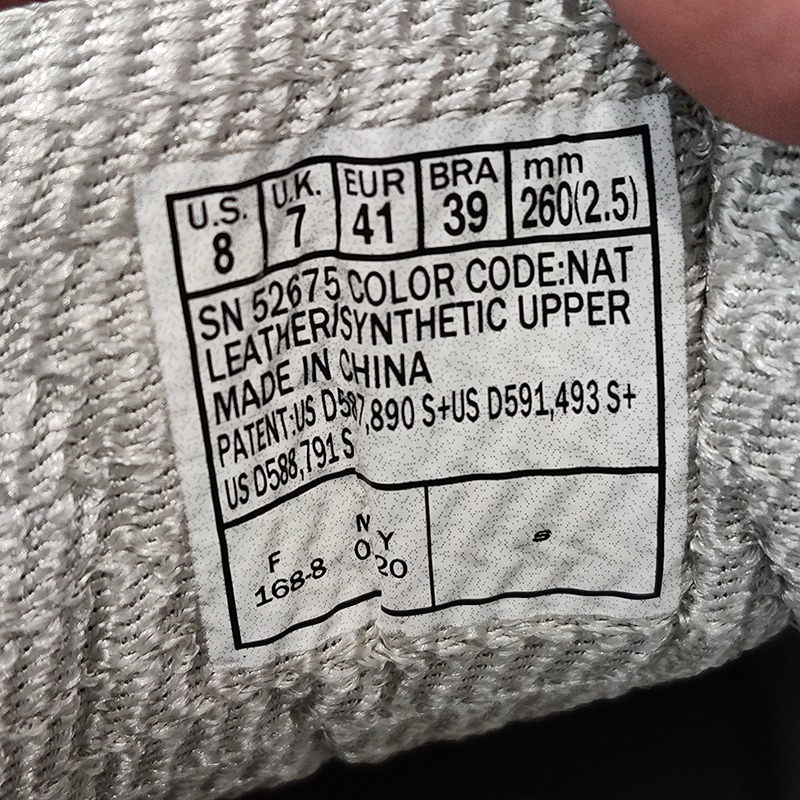 U.S. U.K. EUR BRA mm
8 7 41 39 260(2.5)
SN 52675 COLOR CODE:NAT
LEATHER/SYNTHETIC UPPER
MADE IN CHINA
PATENT:US D587,890 S+US D591,493 S+
US D588,791 S
F N Y
168-8 0 20
s